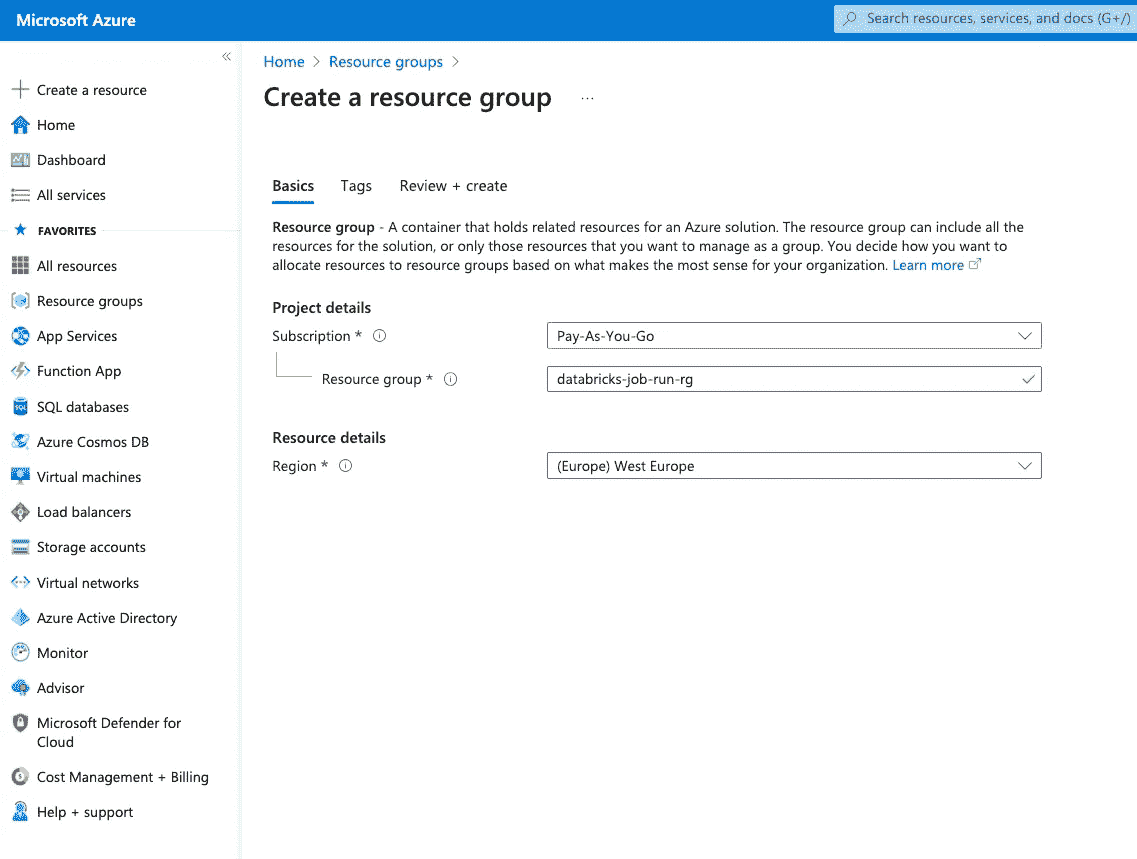 Microsoft Azure
Search resources, services, and docs (G+/)
Create a resource
Home
Dashboard
All services
FAVORITES
All resources
Resource groups
App Services
Function App
SQL databases
Azure Cosmos DB
Virtual machines
Load balancers
Storage accounts
Virtual networks
Azure Active Directory
Monitor
Advisor
Microsoft Defender for
Cloud
Cost Management + Billing
Help + support
Home > Resource groups >
Create a resource group ...
Basics Tags Review + create
Resource group - A container that holds related resources for an Azure solution. The resource group can include all the
resources for the solution, or only those resources that you want to manage as a group. You decide how you want to
allocate resources to resource groups based on what makes the most sense for your organization. Learn more
Project details
Subscription * Pay-As-You-Go
Resource group * databricks-job-run-rg
Resource details
Region * (Europe) West Europe